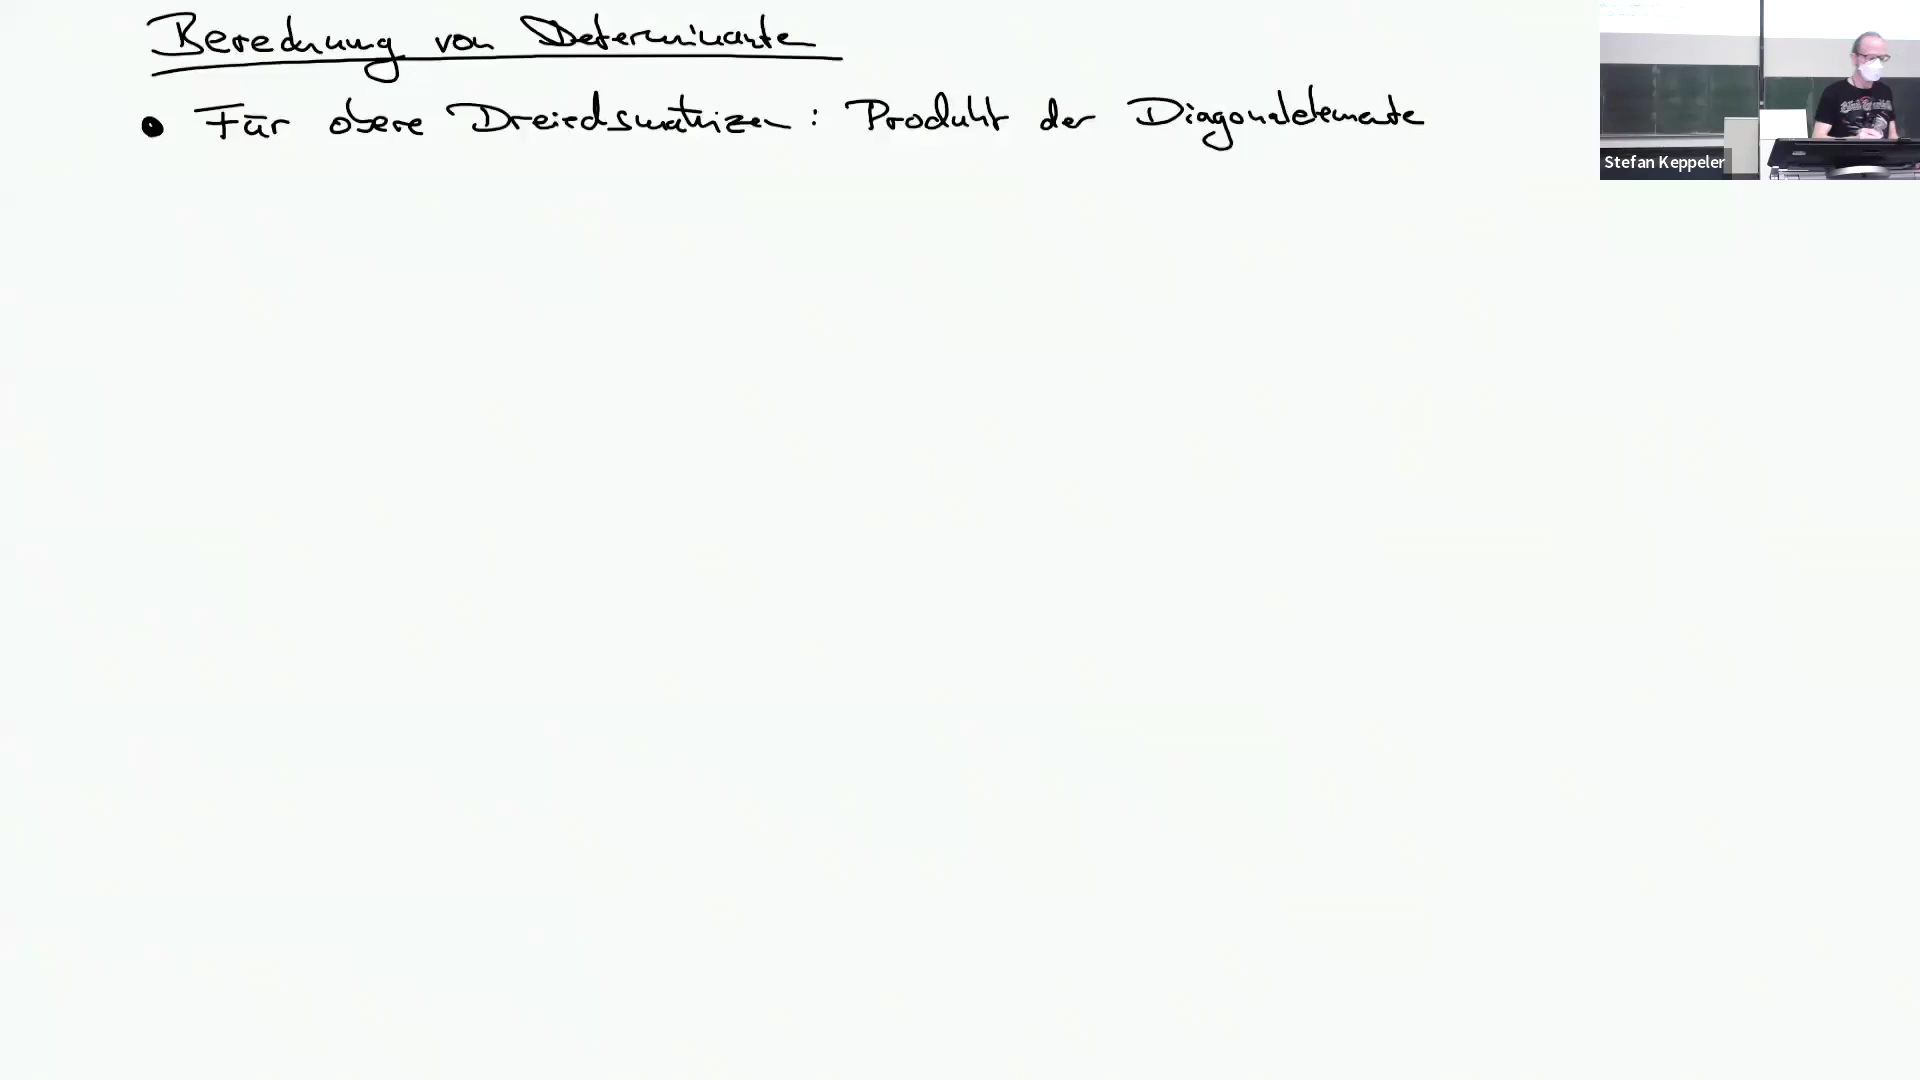 Berechnung von Determinante
• Für obere Dreiecksmatrizen: Produkt der Diagonalelemente
Stefan Keppeler